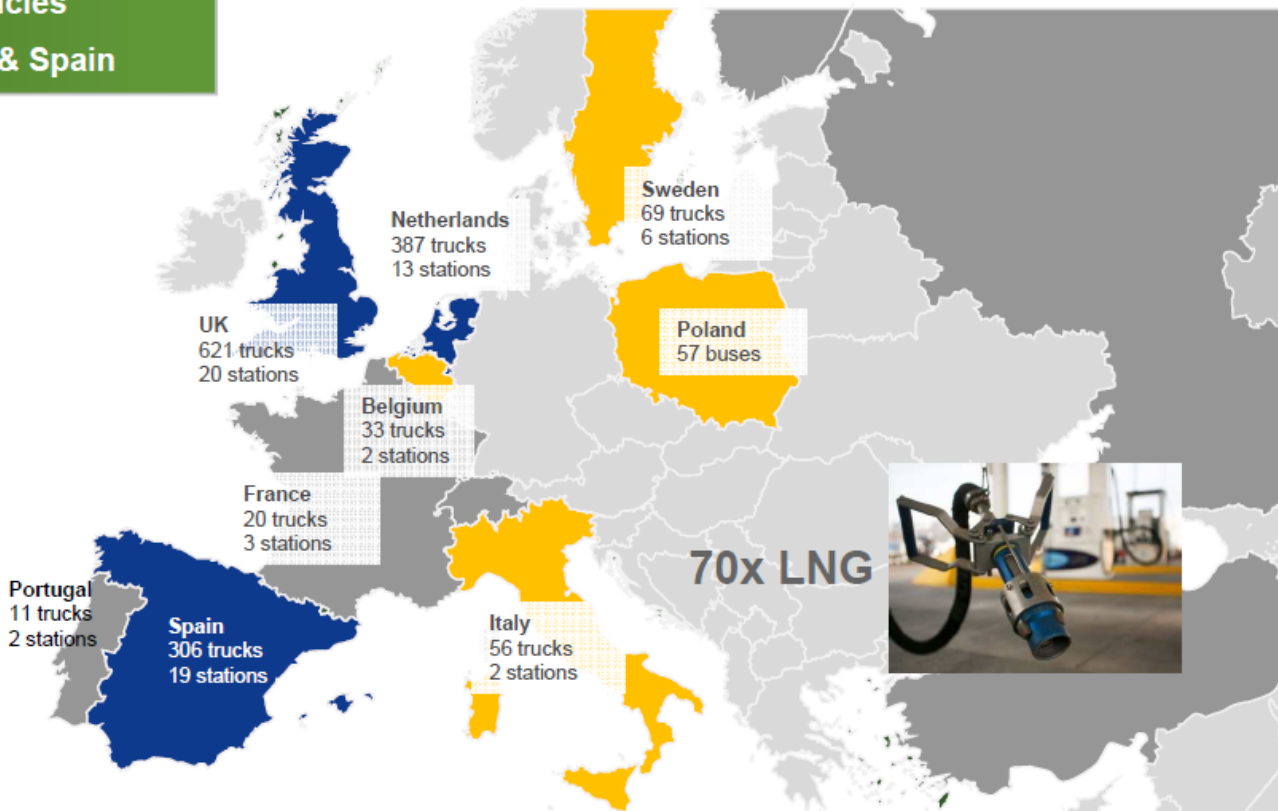 & Spain
Sweden
69 trucks
6 stations
Netherlands
387 trucks
13 stations
UK
621 trucks
20 stations
Poland
57 buses
Belgium
33 trucks
2 stations
France
20 trucks
3 stations
70x LNG
Portugal
11 trucks
2 stations
Spain
306 trucks
19 stations
Italy
56 trucks
2 stations